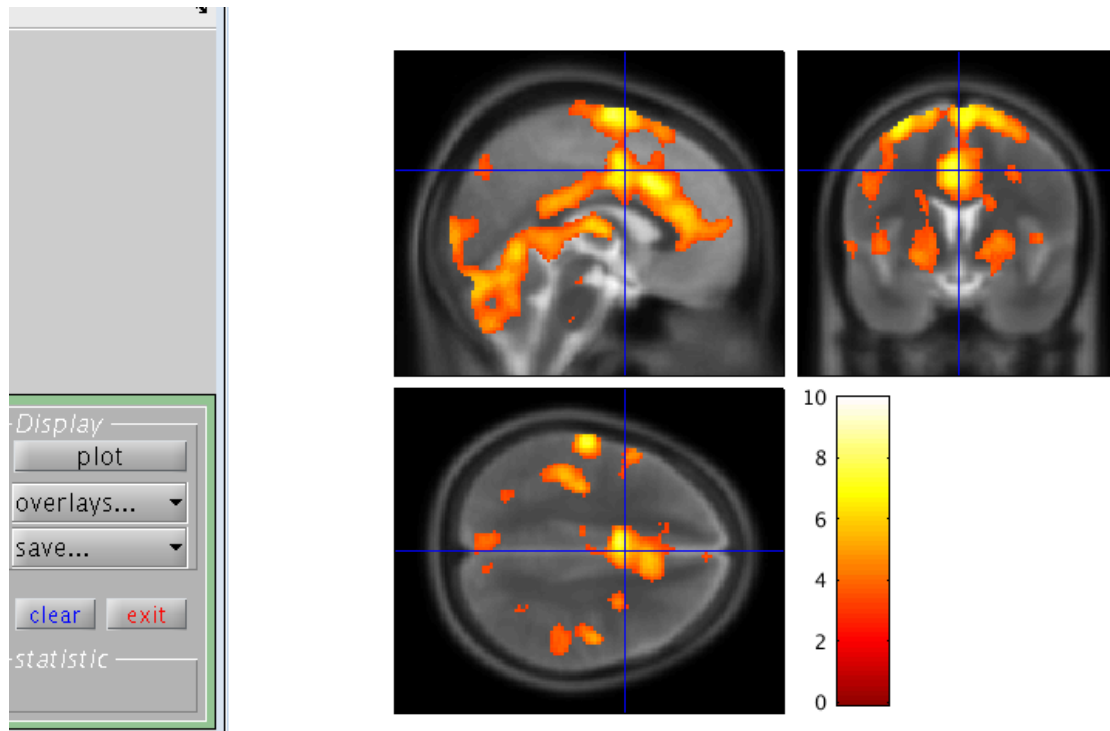 Display
plot
overlays...
save...
clear
exit
statistic
10
8
6
4
2
0